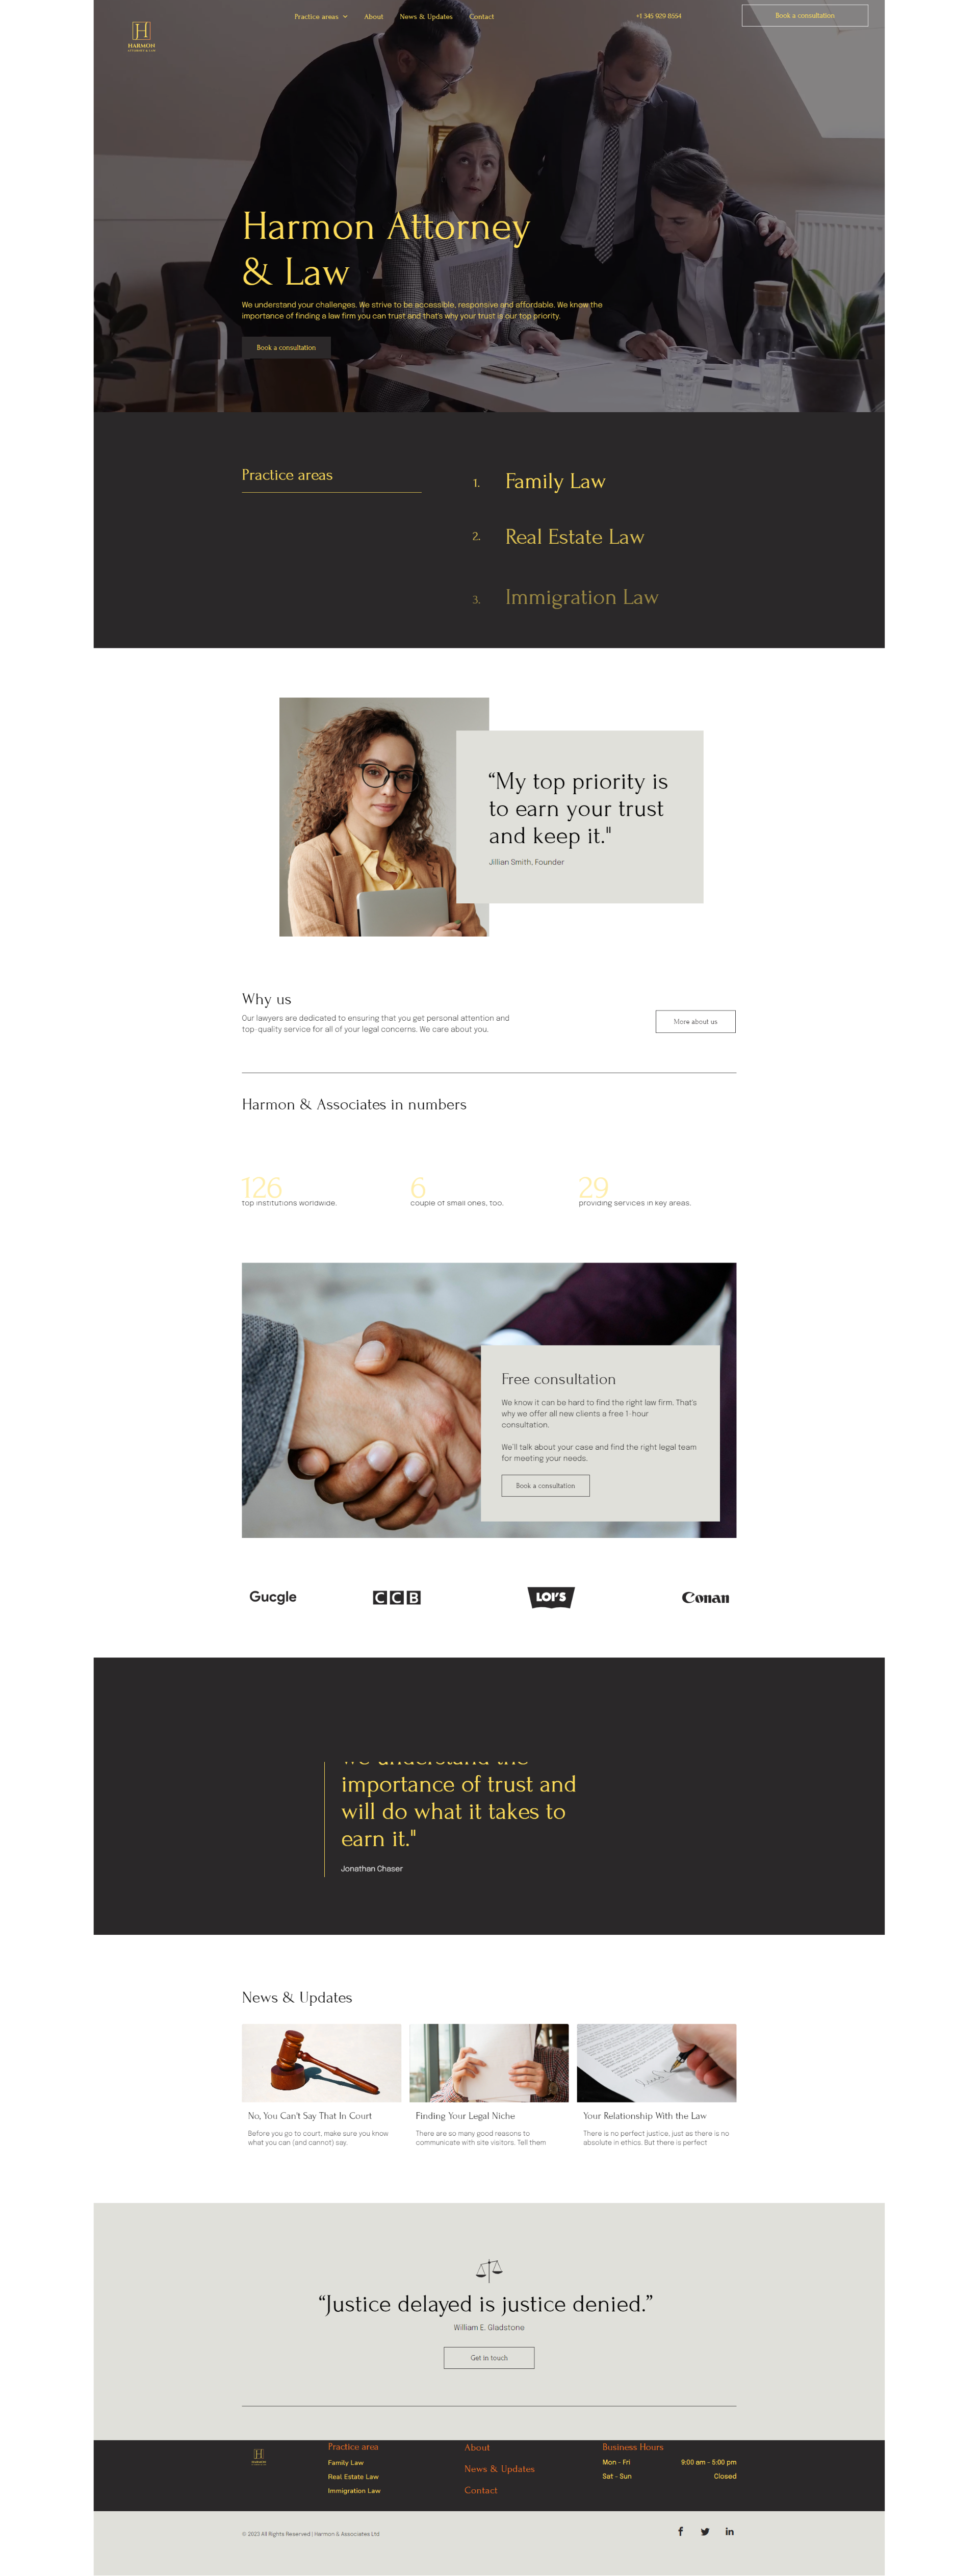 Practice areas
About
News & Updates
Contact
+1 345 929 8554
Book a consultation
H
HARMON
ATTORNEY & LAW
Harmon Attorney
& Law
We understand your challenges. We strive to be accessible, responsive and affordable. We know the
importance of finding a law firm you can trust and that's why your trust is our top priority.
Book a consultation
Practice areas
1. Family Law
2. Real Estate Law
3. Immigration Law
“My top priority is
to earn your trust
and keep it."
Jillian Smith, Founder
Why us
Our lawyers are dedicated to ensuring that you get personal attention and
top-quality service for all of your legal concerns. We care about you.
More about us
Harmon & Associates in numbers
126
top institutions worldwide.
6
couple of small ones, too.
29
providing services in key areas.
Free consultation
We know it can be hard to find the right law firm. That's
why we offer all new clients a free 1-hour
consultation.
We'll talk about your case and find the right legal team
for meeting your needs.
Book a consultation
Gucgle
CCB
LOI'S
Conan
we understand the
importance of trust and
will do what it takes to
earn it."
Jonathan Chaser
News & Updates
No, You Can't Say That In Court
Before you go to court, make sure you know
what you can (and cannot) say.
Finding Your Legal Niche
There are so many good reasons to
communicate with site visitors. Tell them
Your Relationship With the Law
There is no perfect justice, just as there is no
absolute in ethics. But there is perfect
“Justice delayed is justice denied.”
William E. Gladstone
Get in touch
H
HARMON
Practice area
Family Law
Real Estate Law
Immigration Law
About
News & Updates
Contact
Business Hours
Mon - Fri 9:00 am - 5:00 pm
Sat - Sun Closed
© 2023 All Rights Reserved | Harmon & Associates Ltd